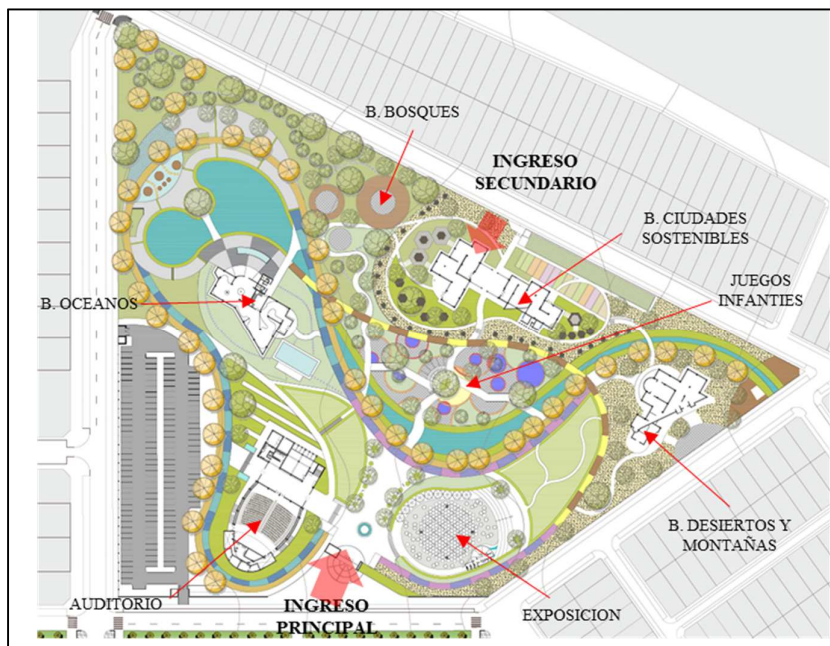 B. BOSQUES
INGRESO
SECUNDARIO
B. CIUDADES
SOSTENIBLES
JUEGOS
INFANTIES
B. OCEANOS
B. DESIERTOS Y
MONTAÑAS
AUDITORIO
INGRESO
PRINCIPAL
EXPOSICION